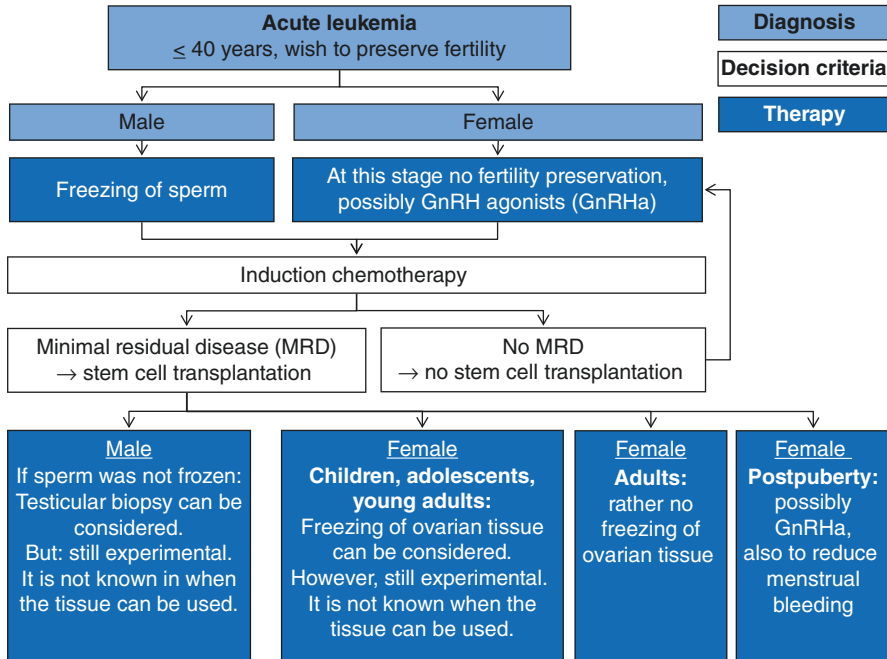 Acute leukemia
≤ 40 years, wish to preserve fertility
Diagnosis
Decision criteria
Therapy
Male
Female
Freezing of sperm
At this stage no fertility preservation,
possibly GnRH agonists (GnRHa)
Induction chemotherapy
Minimal residual disease (MRD)
→ stem cell transplantation
No MRD
→ no stem cell transplantation
Male
If sperm was not frozen:
Testicular biopsy can be
considered.
But: still experimental.
It is not known in when
the tissue can be used.
Female
Children, adolescents,
young adults:
Freezing of ovarian tissue
can be considered.
However, still experimental.
It is not known when the
tissue can be used.
Female
Adults:
rather no
freezing of
ovarian tissue
Female
Postpuberty:
possibly
GnRHa,
also to reduce
menstrual
bleeding